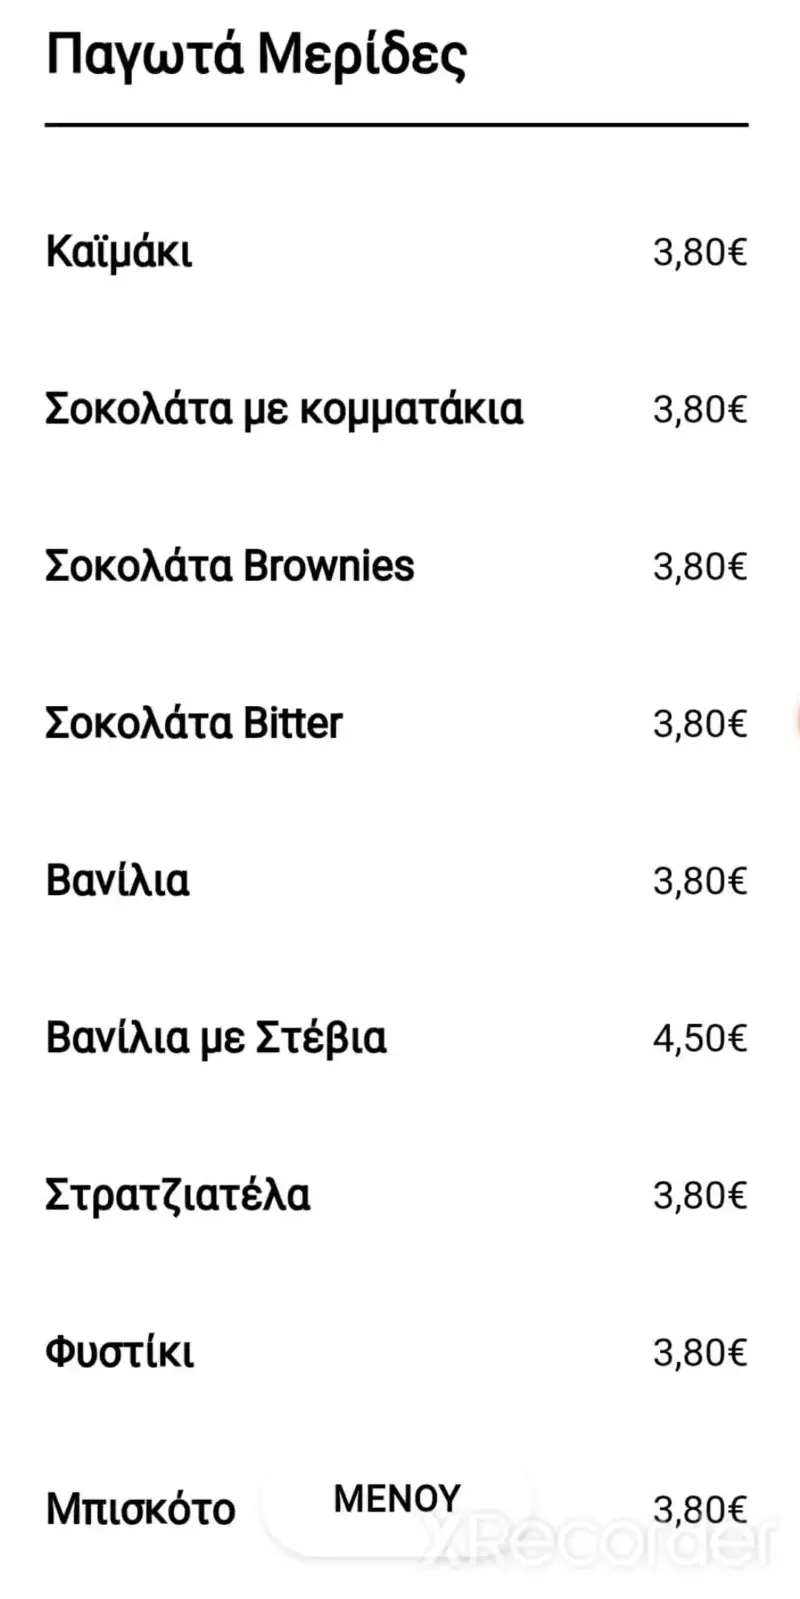 Παγωτά Μερίδες
Καϊμάκι 3,80€
Σοκολάτα με κομματάκια 3,80€
Σοκολάτα Brownies 3,80€
Σοκολάτα Bitter 3,80€
Βανίλια 3,80€
Βανίλια με Στέβια 4,50€
Στρατζιατέλα 3,80€
Φυστίκι 3,80€
Μπισκότο 3,80€
ΜΕΝΟΥ
XRecorder